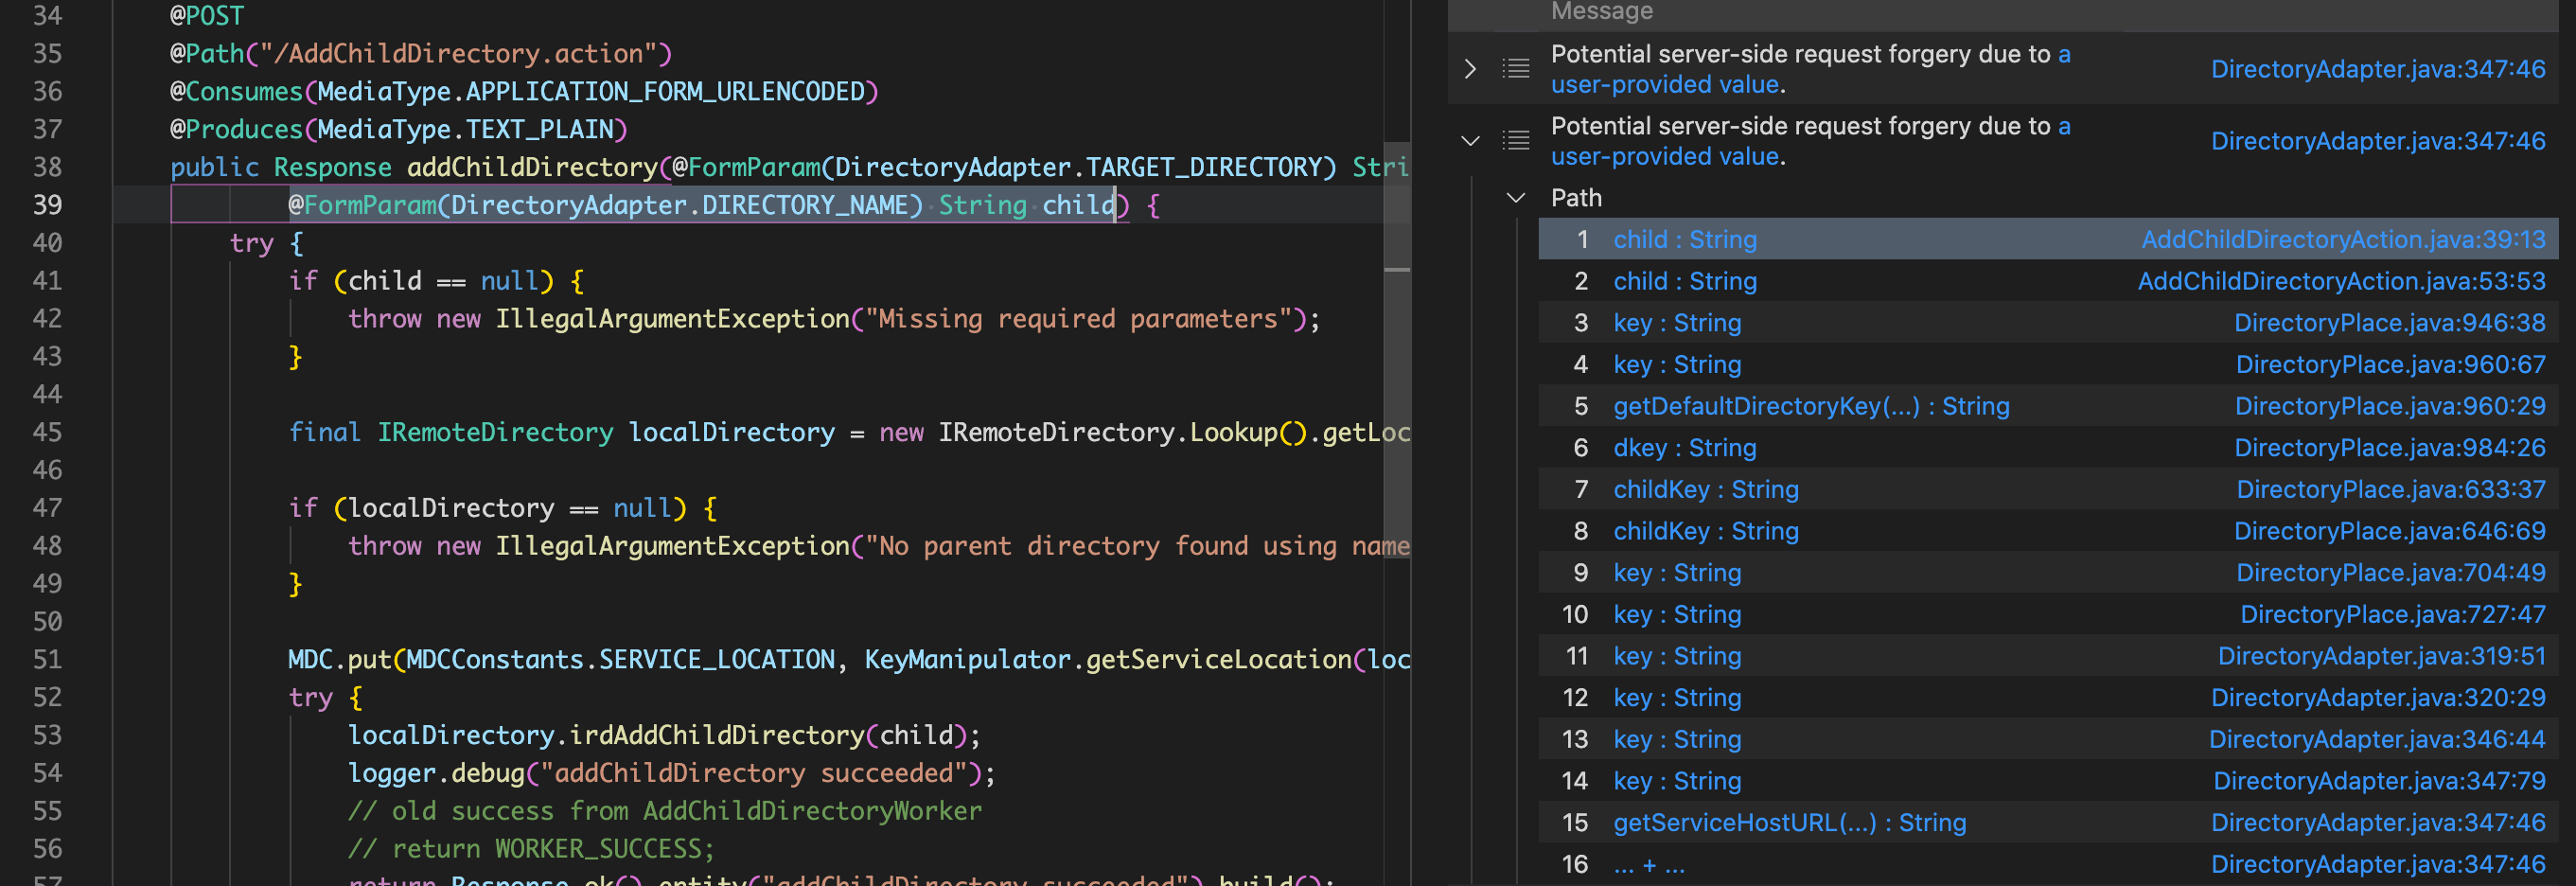 34 @POST
35 @Path("/AddChildDirectory.action")
36 @Consumes(MediaType.APPLICATION_FORM_URLENCODED)
37 @Produces(MediaType.TEXT_PLAIN)
38 public Response addChildDirectory(@FormParam(DirectoryAdapter.TARGET_DIRECTORY) Stri
39 @FormParam(DirectoryAdapter.DIRECTORY_NAME) String child) {
40 try {
41 if (child == null) {
42 throw new IllegalArgumentException("Missing required parameters");
43 }
44
45 final IRemoteDirectory localDirectory = new IRemoteDirectory.Lookup().getLoc
46
47 if (localDirectory == null) {
48 throw new IllegalArgumentException("No parent directory found using name
49 }
50
51 MDC.put(MDCConstants.SERVICE_LOCATION, KeyManipulator.getServiceLocation(loc
52 try {
53 localDirectory.irdAddChildDirectory(child);
54 logger.debug("addChildDirectory succeeded");
55 // old success from AddChildDirectoryWorker
56 // return WORKER_SUCCESS;
57 return Response.ok().entity("addChildDirectory succeeded").build();
Message
Potential server-side request forgery due to a
user-provided value.
DirectoryAdapter.java:347:46
Potential server-side request forgery due to a
user-provided value.
DirectoryAdapter.java:347:46
Path
1 child : String AddChildDirectoryAction.java:39:13
2 child : String AddChildDirectoryAction.java:53:53
3 key : String DirectoryPlace.java:946:38
4 key : String DirectoryPlace.java:960:67
5 getDefaultDirectoryKey(...) : String DirectoryPlace.java:960:29
6 dkey : String DirectoryPlace.java:984:26
7 childKey : String DirectoryPlace.java:633:37
8 childKey : String DirectoryPlace.java:646:69
9 key : String DirectoryPlace.java:704:49
10 key : String DirectoryPlace.java:727:47
11 key : String DirectoryAdapter.java:319:51
12 key : String DirectoryAdapter.java:320:29
13 key : String DirectoryAdapter.java:346:44
14 key : String DirectoryAdapter.java:347:79
15 getServiceHostURL(...) : String DirectoryAdapter.java:347:46
16 ... + ... DirectoryAdapter.java:347:46